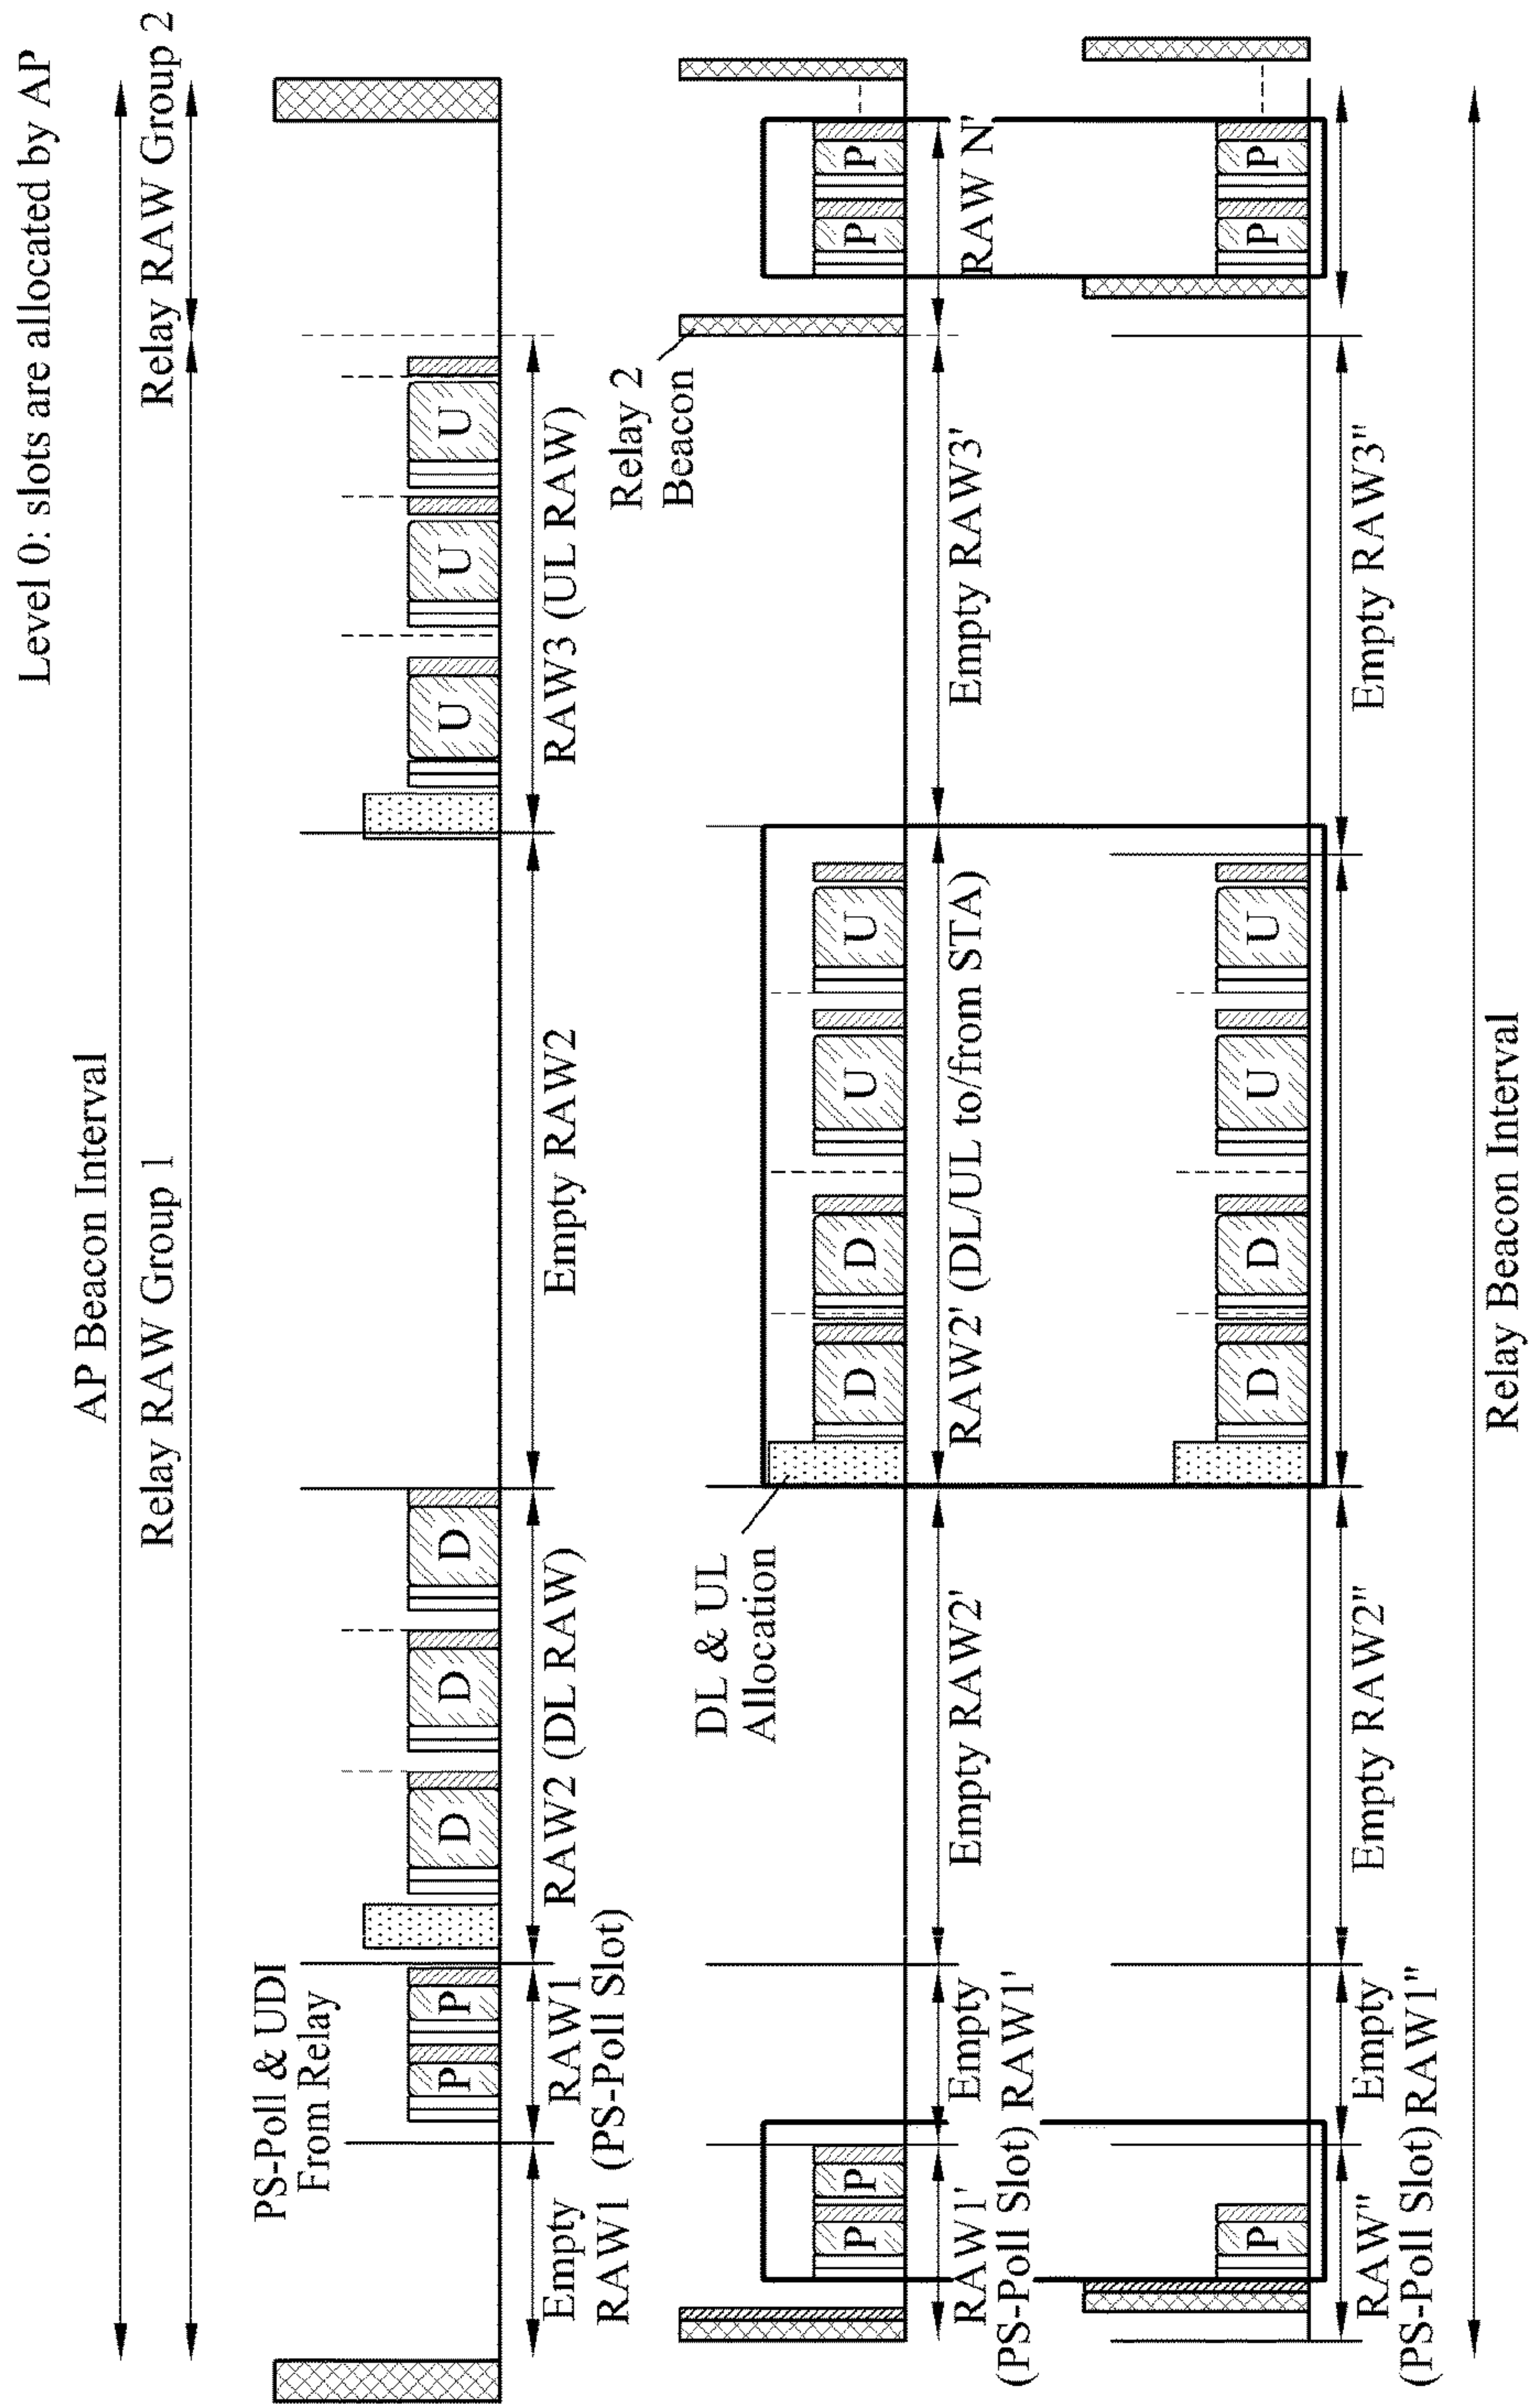 Level 0: slots are allocated by AP
AP Beacon Interval
Relay RAW Group 1
Relay RAW Group 2
PS-Poll & UDI
From Relay
P
P
D
D
D
U
U
U
Empty
RAW1
RAW1
(PS-Poll Slot)
RAW2 (DL RAW)
Empty RAW2
RAW3 (UL RAW)
DL & UL
Allocation
Relay 2
Beacon
P
P
D
D
U
U
P
P
RAW1'
(PS-Poll Slot)
Empty
RAW1'
Empty RAW2'
RAW2' (DL/UL to/from STA)
Empty RAW3'
RAW N'
P
D
D
U
U
P
P
RAW"
(PS-Poll Slot)
Empty
RAW1"
Empty RAW2"
Empty RAW3"
Relay Beacon Interval